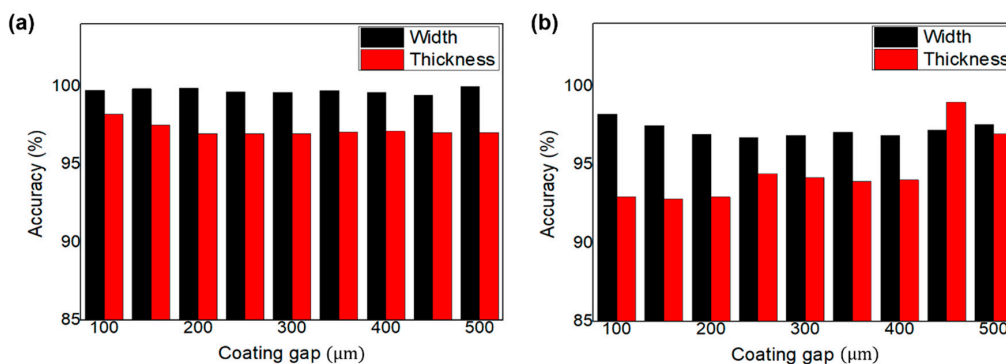 (a)
Width
Thickness
Accuracy (%)
100
95
90
85
100 200 300 400 500
Coating gap (μm)
(b)
Width
Thickness
Accuracy (%)
100
95
90
85
100 200 300 400 500
Coating gap (μm)